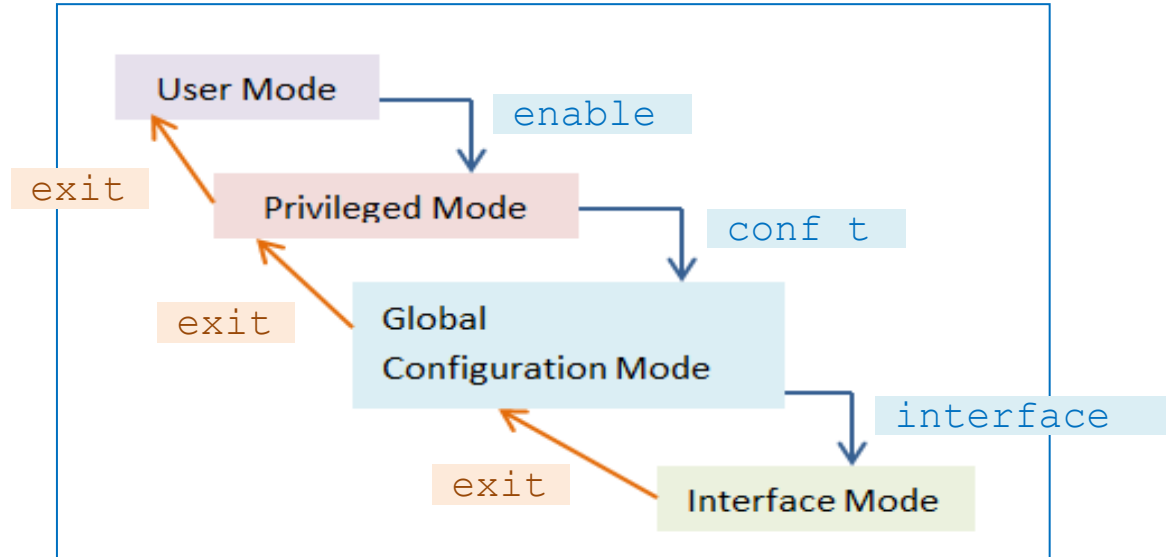 User Mode
enable
exit
Privileged Mode
conf t
exit
Global
Configuration Mode
interface
exit
Interface Mode